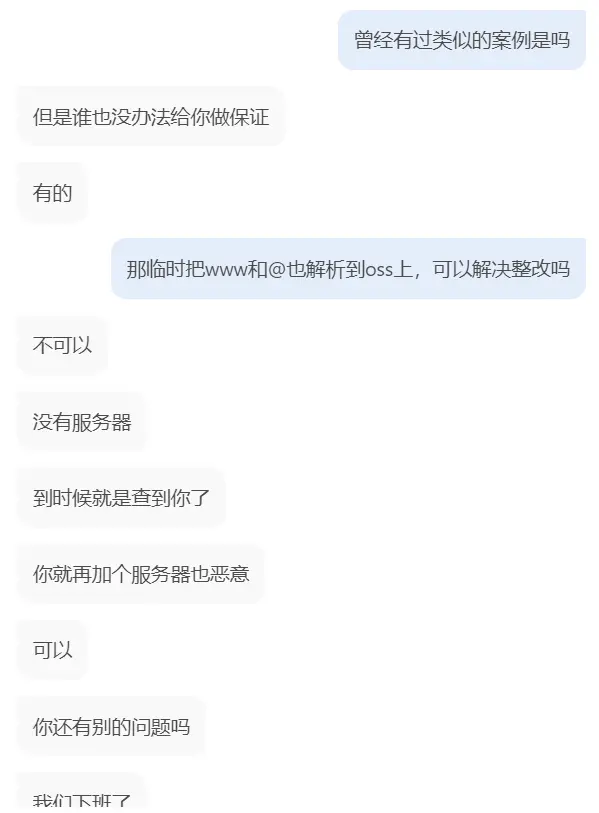 曾经有过类似的案例是吗
但是谁也没办法给你做保证
有的
那临时把www和@也解析到oss上，可以解决整改吗
不可以
没有服务器
到时候就是查到你了
你就再加个服务器也恶意
可以
你还有别的问题吗
我们下班了